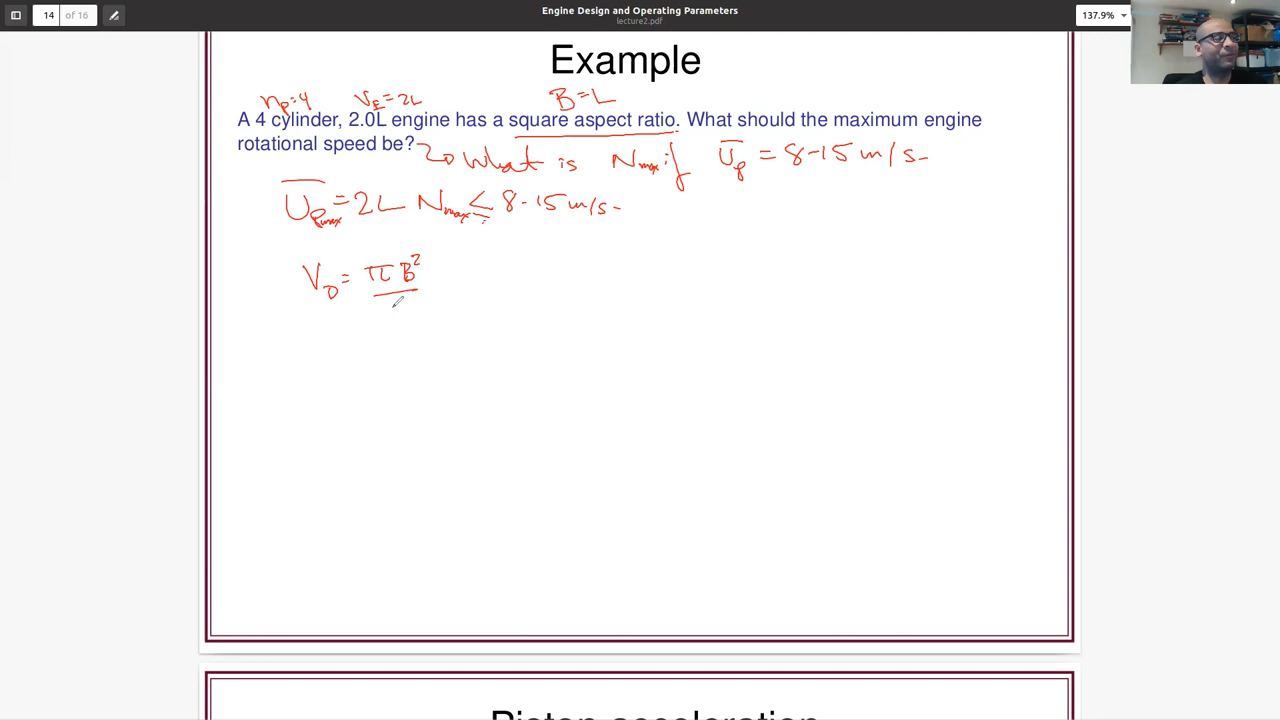 Engine Design and Operating Parameters
lecture2.pdf
14 of 16
137.9%
Example
np=4 VE=2L B=L
A 4 cylinder, 2.0L engine has a square aspect ratio. What should the maximum engine
rotational speed be?
What is Nmax if Up = 8-15 m/s
Upmax = 2L Nmax ≤ 8-15 m/s
VD = πB²
Piston acceleration